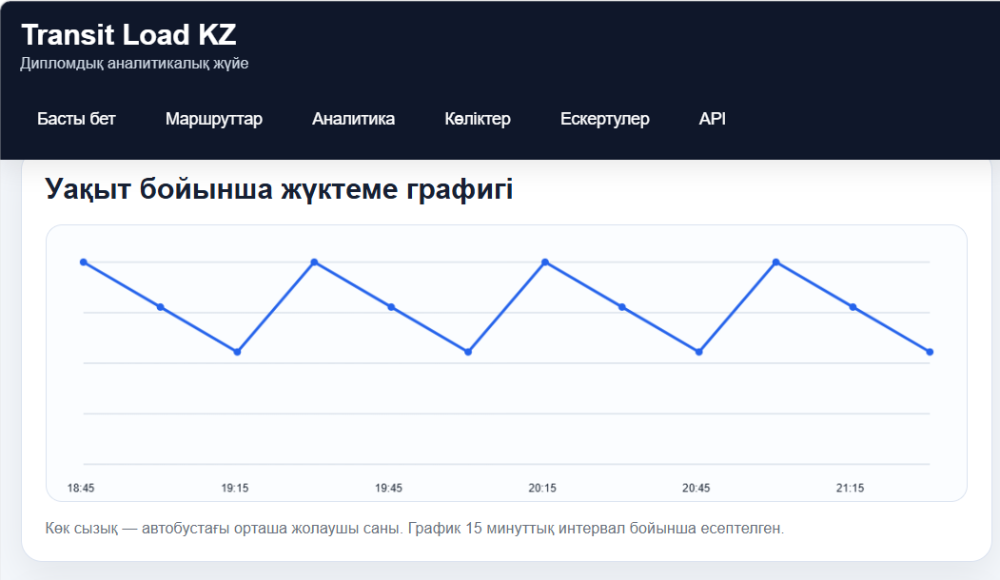 Transit Load KZ
Дипломдық аналитикалық жүйе
Басты бет Маршруттар Аналитика Көліктер Ескертулер API
Уақыт бойынша жүктеме графигі
18:45 19:15 19:45 20:15 20:45 21:15
Көк сызық — автобустағы орташа жолаушы саны. График 15 минуттық интервал бойынша есептелген.